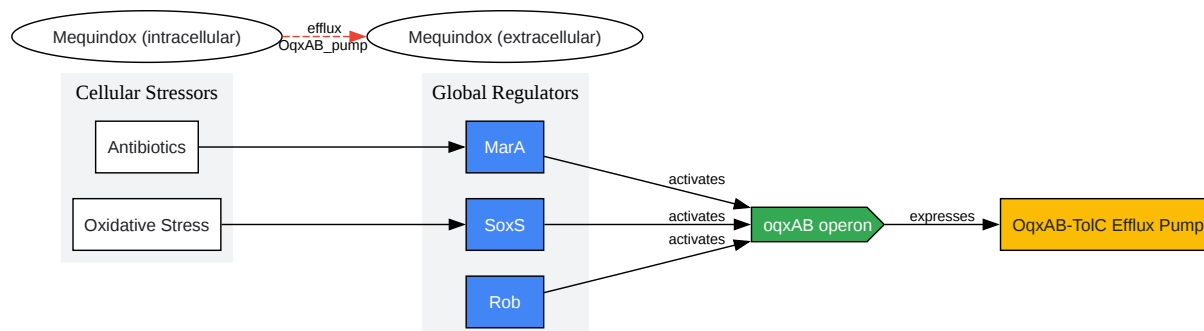 Mequindox (intracellular)
efflux
OqxAB_pump
Mequindox (extracellular)
Cellular Stressors
Global Regulators
Antibiotics
MarA
activates
Oxidative Stress
SoxS
activates
oqxAB operon
expresses
OqxAB-TolC Efflux Pump
activates
Rob